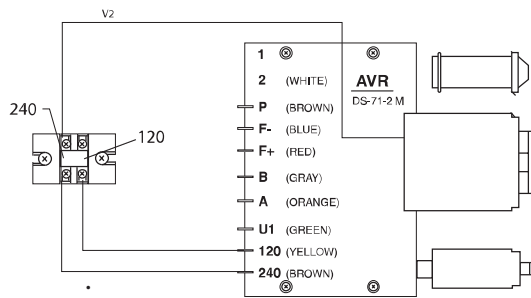 V2
1
2 (WHITE)
AVR
DS-71-2 M
P (BROWN)
F- (BLUE)
F+ (RED)
B (GRAY)
A (ORANGE)
U1 (GREEN)
120 (YELLOW)
240 (BROWN)
240
120